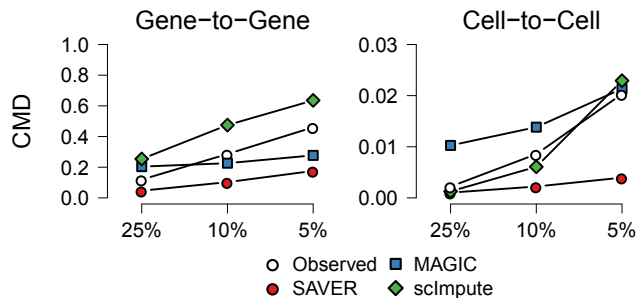 Gene−to−Gene
Cell−to−Cell
CMD
1.0
0.8
0.6
0.4
0.2
0.0
25%
10%
5%
0.03
0.02
0.01
0.00
25%
10%
5%
Observed
MAGIC
SAVER
scImpute